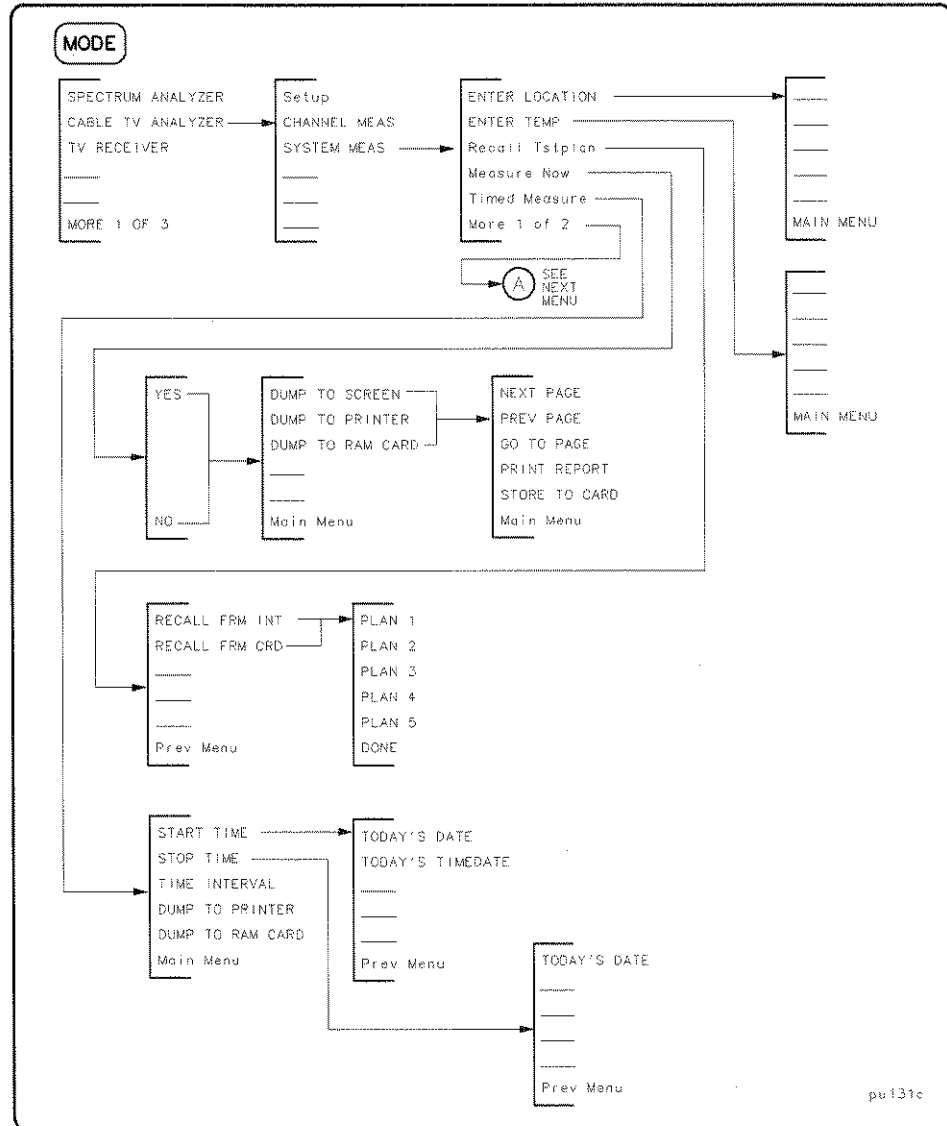 MODE
SPECTRUM ANALYZER
CABLE TV ANALYZER
TV RECEIVER
MORE 1 OF 3
Setup
CHANNEL MEAS
SYSTEM MEAS
ENTER LOCATION
ENTER TEMP
Recall Tstplan
Measure Now
Timed Measure
More 1 of 2
A
SEE
NEXT
MENU
MAIN MENU
MAIN MENU
YES
NO
DUMP TO SCREEN
DUMP TO PRINTER
DUMP TO RAM CARD
Main Menu
NEXT PAGE
PREV PAGE
GO TO PAGE
PRINT REPORT
STORE TO CARD
Main Menu
RECALL FRM INT
RECALL FRM CRD
Prev Menu
PLAN 1
PLAN 2
PLAN 3
PLAN 4
PLAN 5
DONE
START TIME
STOP TIME
TIME INTERVAL
DUMP TO PRINTER
DUMP TO RAM CARD
Main Menu
TODAY'S DATE
TODAY'S TIMEDATE
Prev Menu
TODAY'S DATE
Prev Menu
pu131c